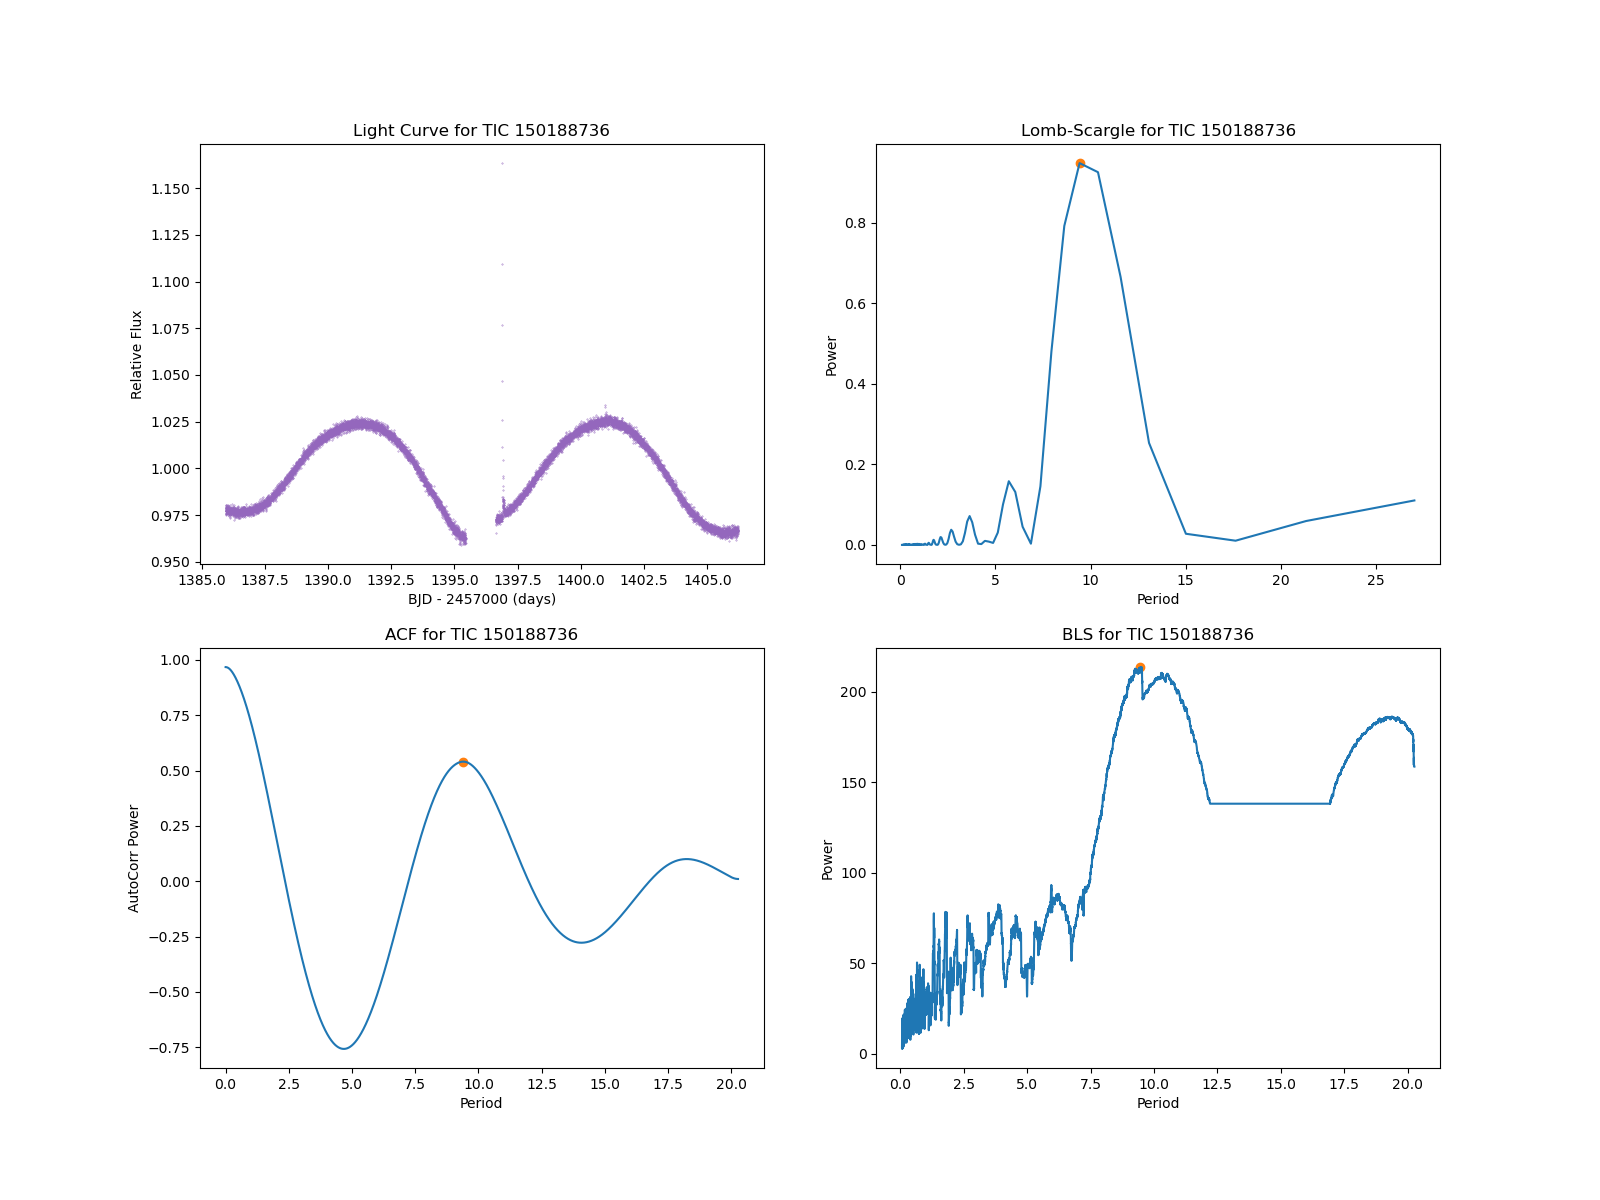 Light Curve for TIC 150188736
Relative Flux
1.150
1.125
1.100
1.075
1.050
1.025
1.000
0.975
0.950
1385.0 1387.5 1390.0 1392.5 1395.0 1397.5 1400.0 1402.5 1405.0
BJD - 2457000 (days)
Lomb-Scargle for TIC 150188736
Power
0.8
0.6
0.4
0.2
0.0
0 5 10 15 20 25
Period
ACF for TIC 150188736
AutoCorr Power
1.00
0.75
0.50
0.25
0.00
−0.25
−0.50
−0.75
0.0 2.5 5.0 7.5 10.0 12.5 15.0 17.5 20.0
Period
BLS for TIC 150188736
Power
200
150
100
50
0
0.0 2.5 5.0 7.5 10.0 12.5 15.0 17.5 20.0
Period